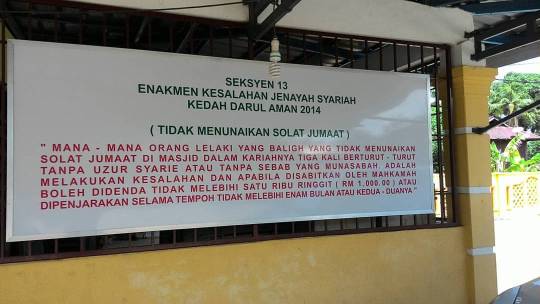 SEKSYEN 13
ENAKMEN KESALAHAN JENAYAH SYARIAH
KEDAH DARUL AMAN 2014
( TIDAK MENUNAIKAN SOLAT JUMAAT )
" MANA - MANA ORANG LELAKI YANG BALIGH YANG TIDAK MENUNAIKAN
SOLAT JUMAAT DI MASJID DALAM KARIAHNYA TIGA KALI BERTURUT - TURUT
TANPA UZUR SYARIE ATAU TANPA SEBAB YANG MUNASABAH. ADALAH
MELAKUKAN KESALAHAN DAN APABILA DISABITKAN OLEH MAHKAMAH
BOLEH DIDENDA TIDAK MELEBIHI SATU RIBU RINGGIT ( RM 1,000.00 ) ATAU
DIPENJARAKAN SELAMA TEMPOH TIDAK MELEBIHI ENAM BULAN ATAU KEDUA - DUANYA "